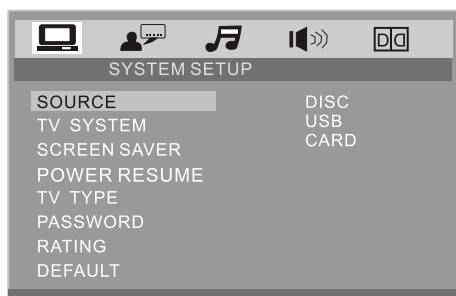 SYSTEM SETUP
SOURCE
TV SYSTEM
SCREEN SAVER
POWER RESUME
TV TYPE
PASSWORD
RATING
DEFAULT
DISC
USB
CARD